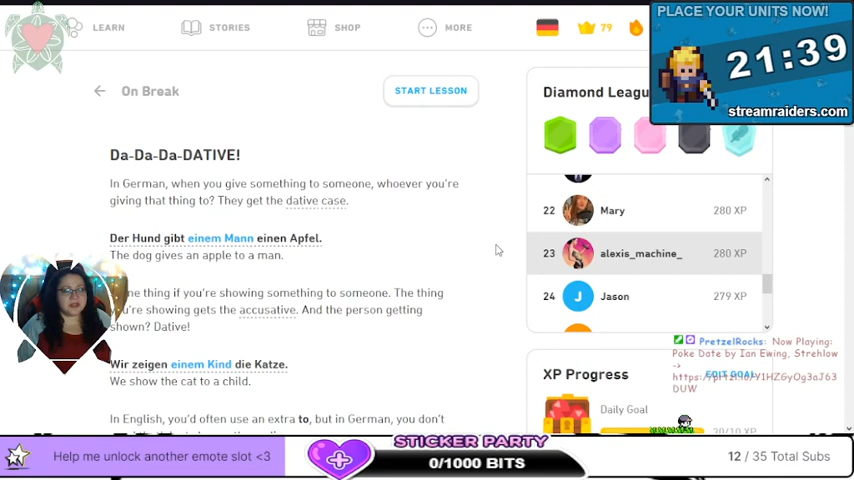 LEARN
STORIES
SHOP
MORE
79
PLACE YOUR UNITS NOW!
21:39
streamraiders.com
On Break
START LESSON
Diamond Leagu
Da-Da-Da-DATIVE!
In German, when you give something to someone, whoever you're
giving that thing to? They get the dative case.
Der Hund gibt einem Mann einen Apfel.
The dog gives an apple to a man.
ne thing if you're showing something to someone. The thing
're showing gets the accusative. And the person getting
shown? Dative!
Wir zeigen einem Kind die Katze.
We show the cat to a child.
In English, you'd often use an extra to, but in German, you don't
22 Mary 280 XP
23 alexis_machine_ 280 XP
J
24 Jason 279 XP
PretzelRocks: Now Playing:
Poke Date by Ian Ewing, Strehlow
->
XP Progress
EDIT GOAL
DUW
Daily Goal
30/10 XP
Help me unlock another emote slot <3
STICKER PARTY
0/1000 BITS
12 / 35 Total Subs